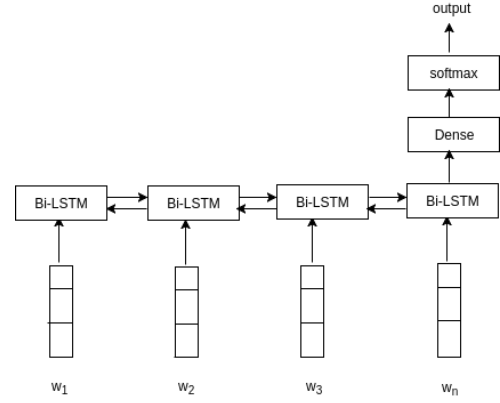 output
softmax
Dense
Bi-LSTM Bi-LSTM Bi-LSTM Bi-LSTM
w1 w2 w3 wn